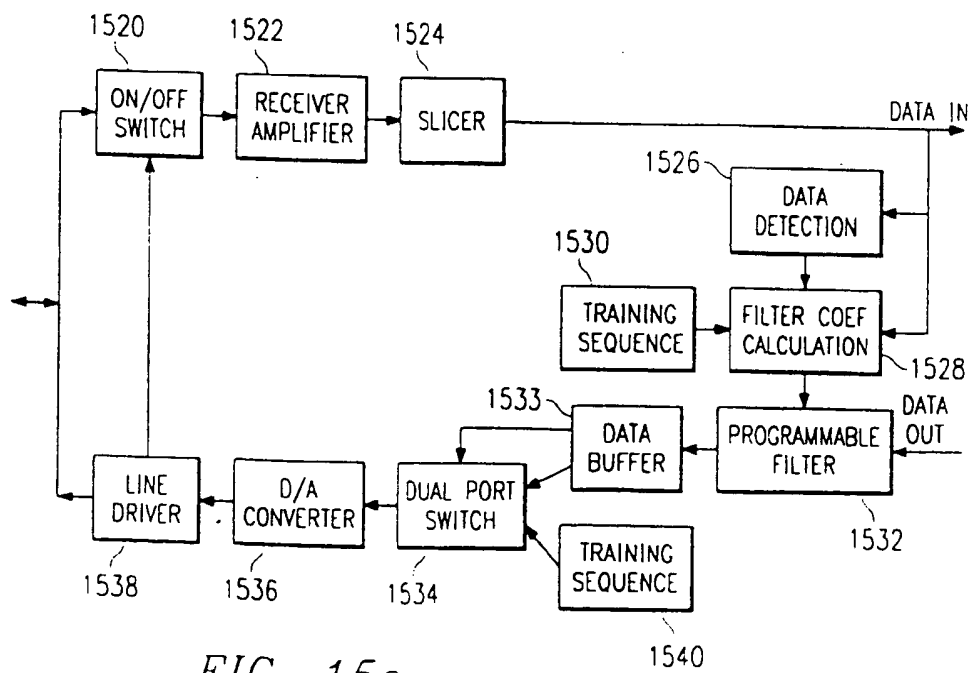 1520
1522
1524
ON/OFF
SWITCH
RECEIVER
AMPLIFIER
SLICER
DATA IN
1526
DATA
DETECTION
1530
TRAINING
SEQUENCE
FILTER COEF
CALCULATION
1528
1533
DATA
BUFFER
PROGRAMMABLE
FILTER
DATA
OUT
1532
LINE
DRIVER
D/A
CONVERTER
DUAL PORT
SWITCH
TRAINING
SEQUENCE
1538
1536
1534
1540
FIG. 15c